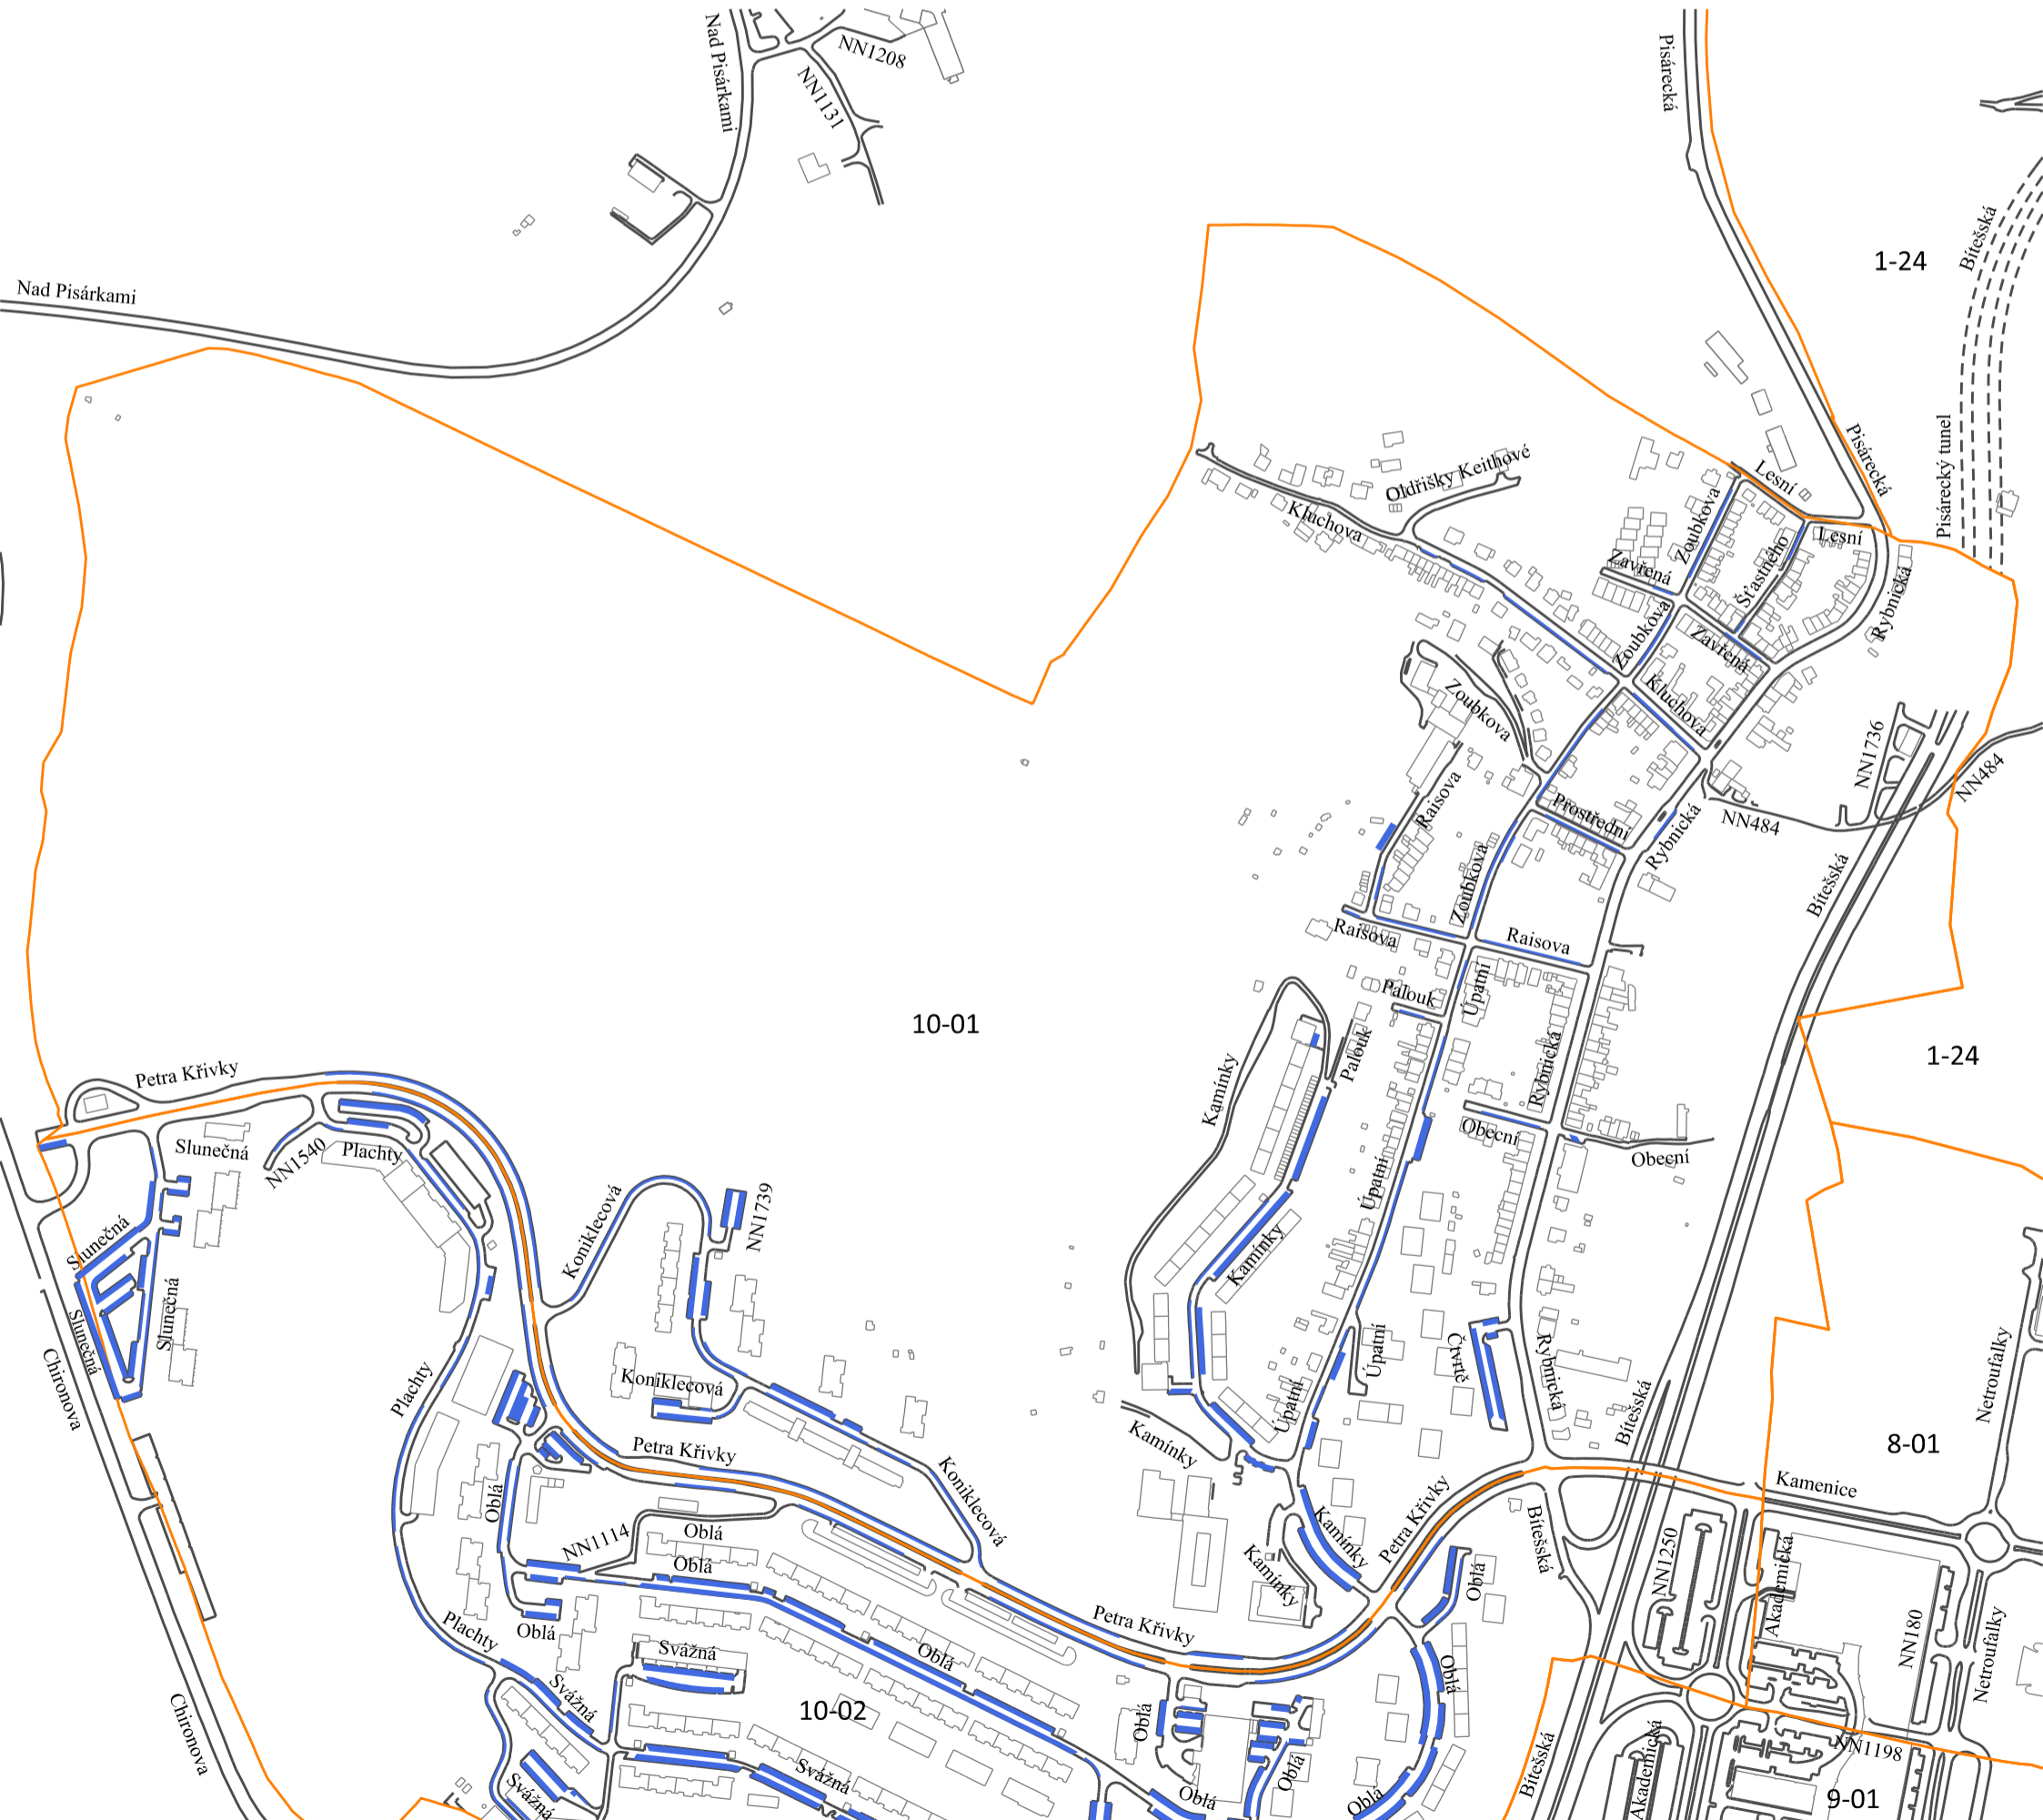 Nad Pisárkami
NN1208
NN1131
Pisárecká
Bítešská
1-24
Nad Pisárkami
Pisárecký tunel
Pisárecká
Lesní
Lesní
Oldřišky Keithové
Kluchova
Zoubkova
Zavřená
Šťastného
Rybnická
Zoubkova
Zavřená
Kluchova
Zoubkova
NN1736
NN484
NN484
Raisova
Prostřední
Rybnická
Zoubkova
Bítešská
Raisova
Raisova
Palouk
Úpatní
10-01
1-24
Palouk
Rybnická
Kamínky
Petra Křivky
Slunečná
NN1540
Plachty
Obecní
Obecní
Úpatní
Koniklecová
NN1739
Slunečná
Slunečná
Slunečná
Kamínky
Chironova
Plachty
Koniklecová
Úpatní
Čtvrtě
Rybnická
Úpatní
Bítešská
Netroufalky
8-01
Petra Křivky
Kamínky
Koniklecová
Kamenice
Oblá
NN1114
Oblá
Oblá
Petra Křivky
Kamínky
Kamínky
Bítešská
NN1250
Akademická
Oblá
Petra Křivky
Plachty
Oblá
Svážná
Oblá
NN180
Netroufalky
Oblá
Svážná
10-02
Oblá
Chironova
Svážná
Svážná
Oblá
Oblá
Oblá
Bítešská
Akademická
NN1198
9-01